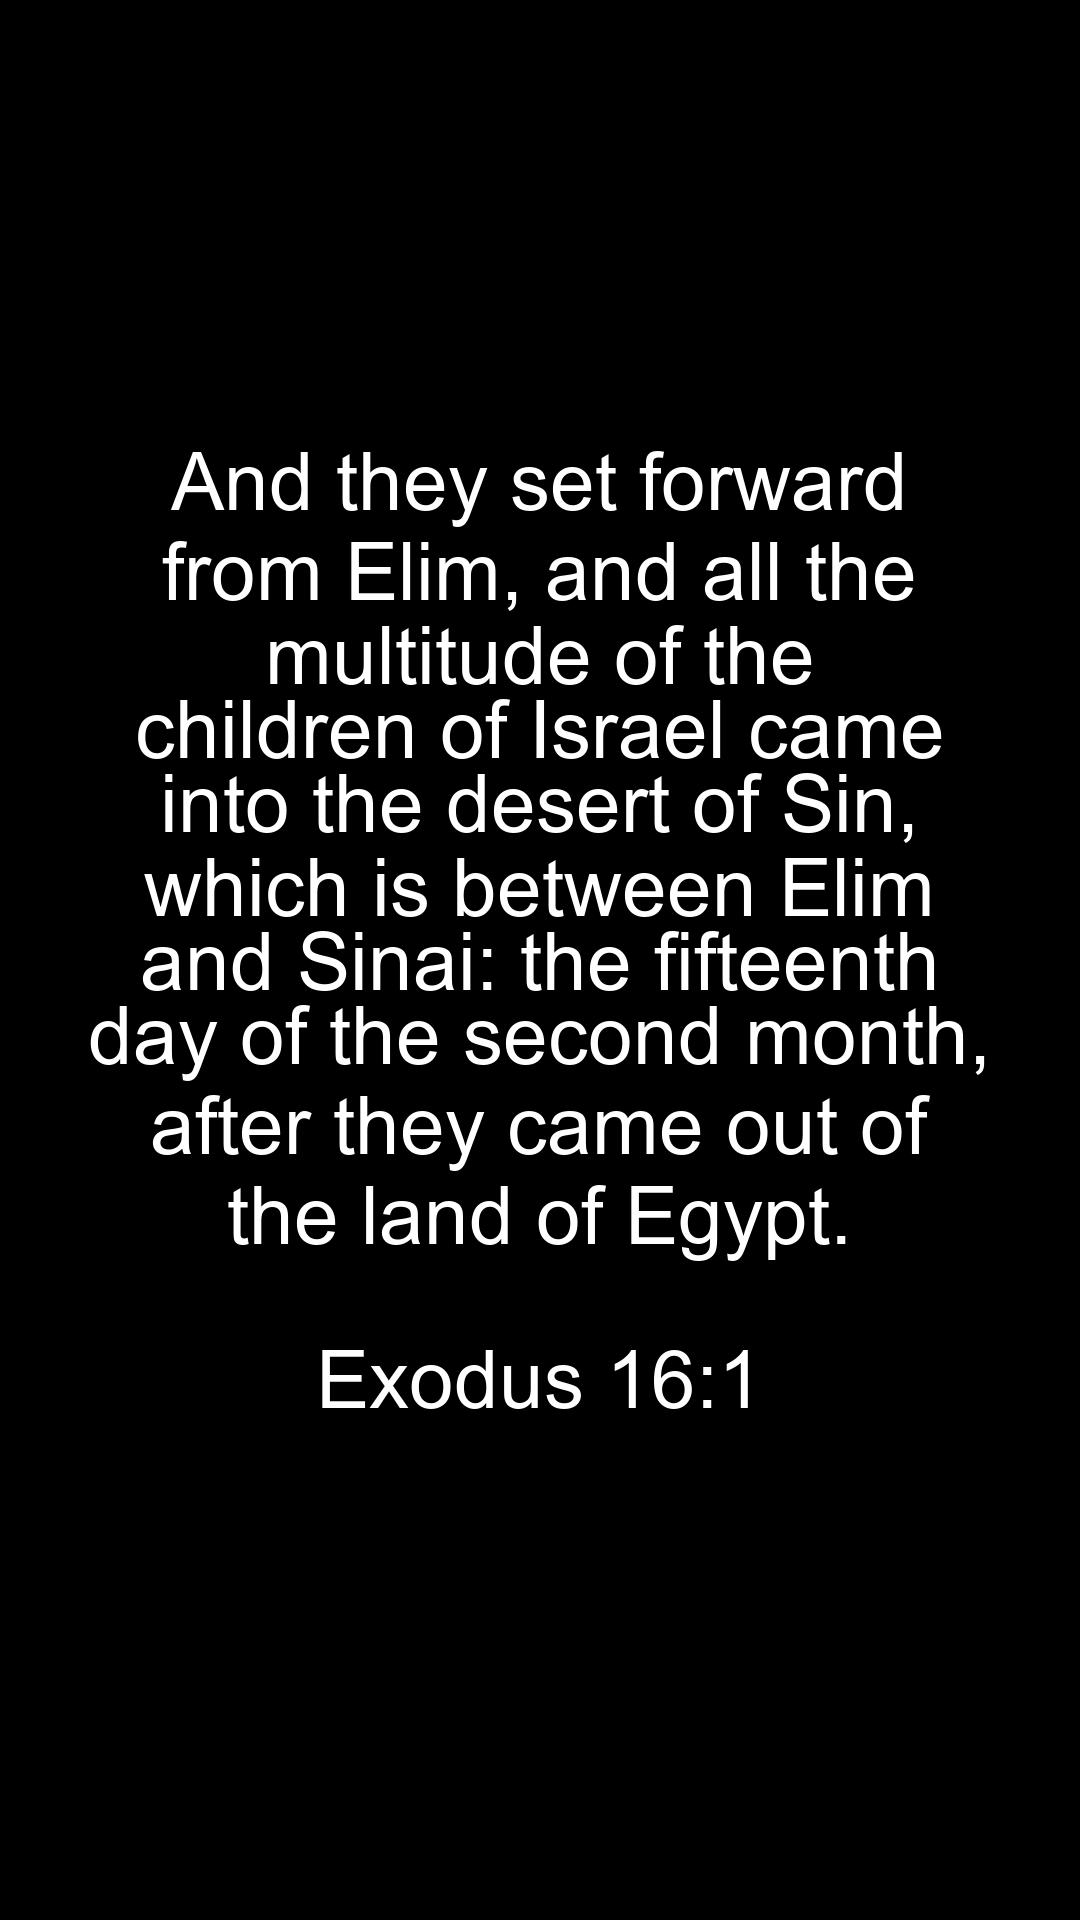 And they set forward
from Elim, and all the
multitude of the
children of Israel came
into the desert of Sin,
which is between Elim
and Sinai: the fifteenth
day of the second month,
after they came out of
the land of Egypt.
Exodus 16:1